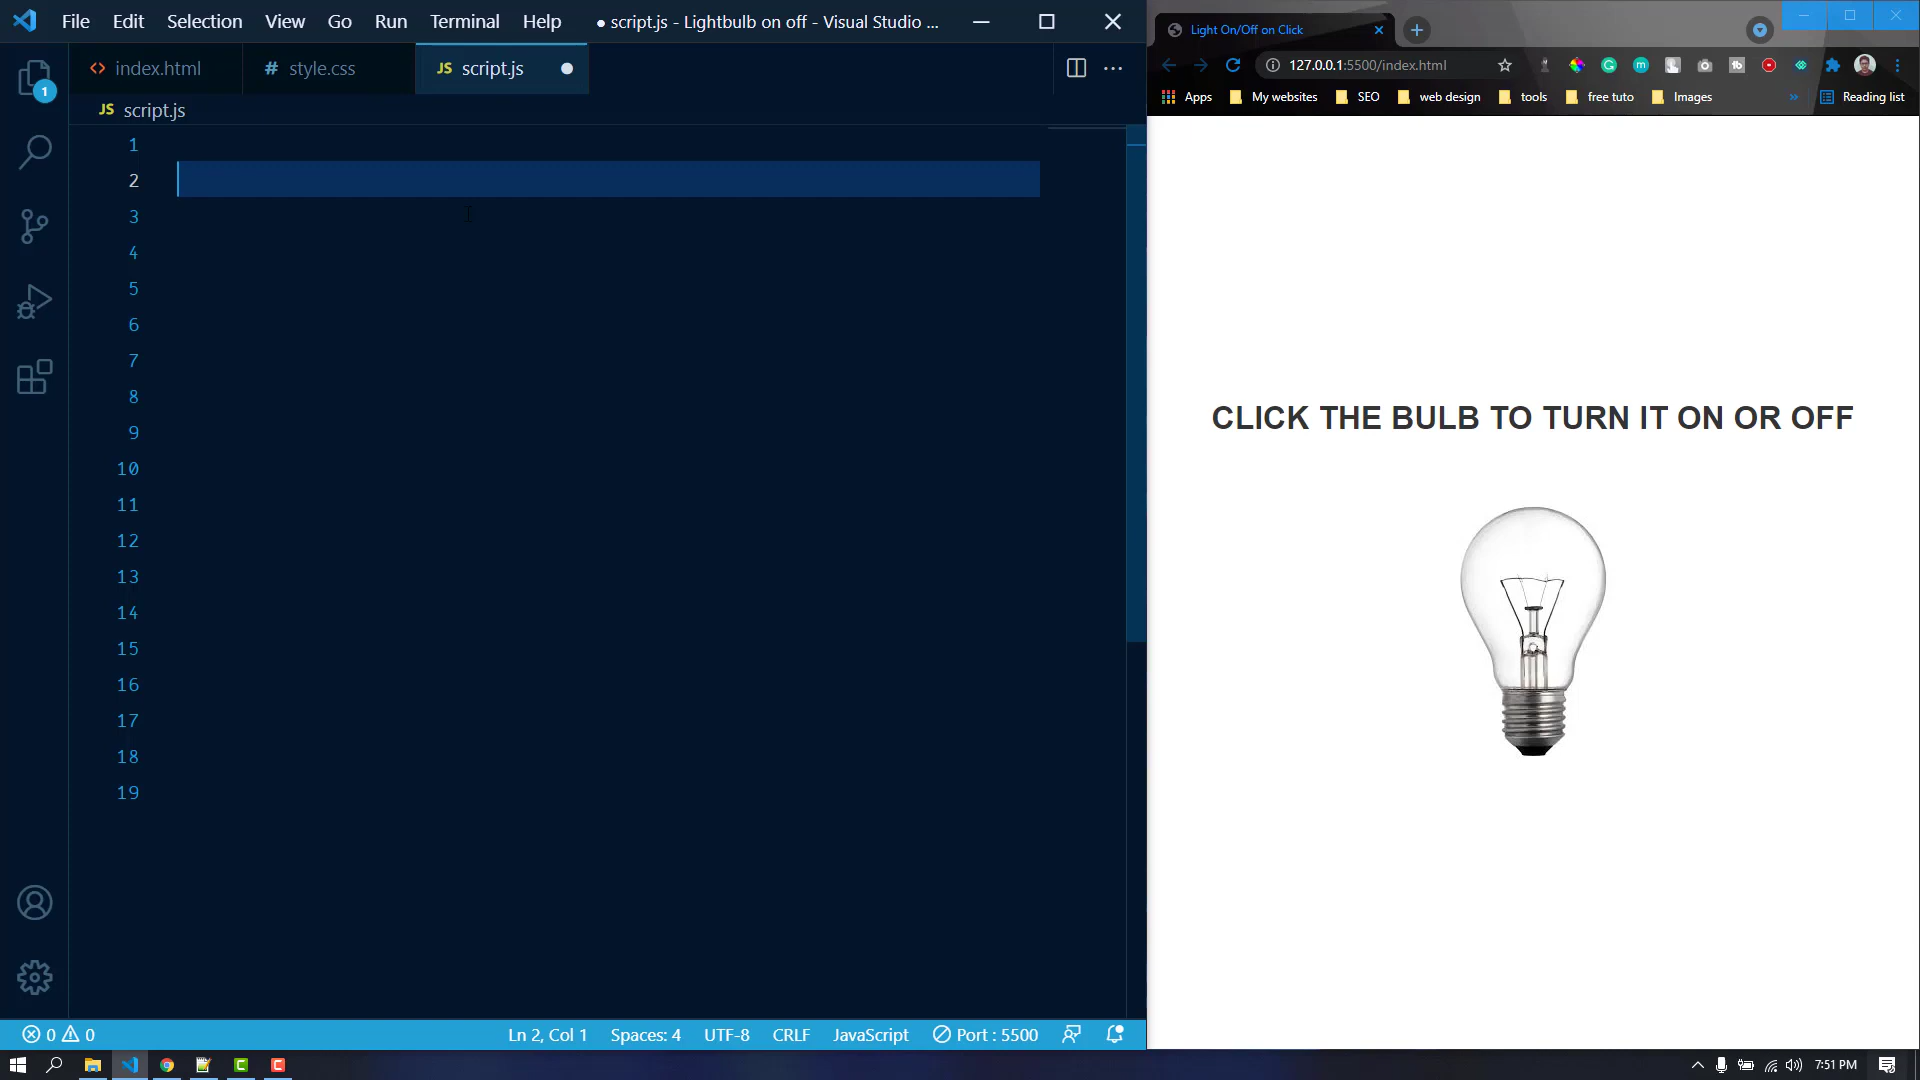 File Edit Selection View Go Run Terminal Help ● script.js - Lightbulb on off - Visual Studio ...
<> index.html # style.css JS script.js ●
JS script.js
1
2
3
4
5
6
7
8
9
10
11
12
13
14
15
16
17
18
19
1
0 0 Ln 2, Col 1 Spaces: 4 UTF-8 CRLF JavaScript Port : 5500
Light On/Off on Click
127.0.0.1:5500/index.html
Apps My websites SEO web design tools free tuto Images » Reading list
CLICK THE BULB TO TURN IT ON OR OFF
7:51 PM